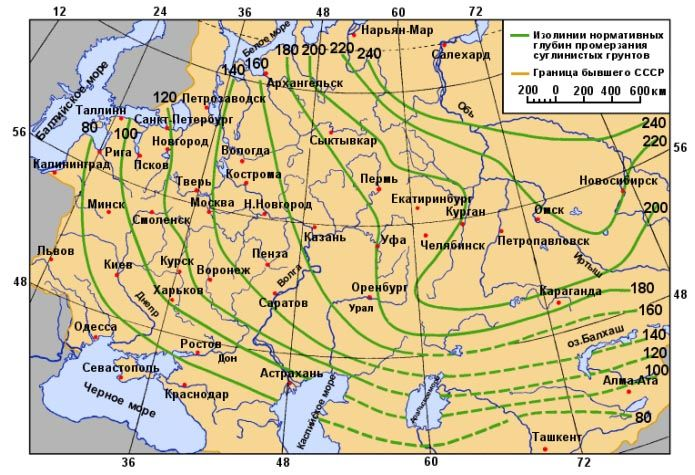 12
24
60
72
Белое море
180
200
220
240
Нарьян-Мар
Салехард
Изолинии нормативных
глубин промерзания
суглинистых грунтов
Граница бывшего СССР
200
0
200
400
600 км
140
160
Архангельск
Балтийское море
120
Петрозаводск
Обь
Таллинн
80
100
Санкт-Петербург
240
220
56
56
Рига
Новгород
Вологда
Сыктывкар
Калининград
Псков
Кострома
Пермь
Новосибирск
Тверь
Екатиринбург
200
Минск
Смоленск
Москва
Н.Новгород
Курган
Омск
Казань
Уфа
Челябинск
Петропавловск
Львов
Киев
Курск
Воронеж
Пенза
Волга
Иртыш
48
Харьков
Саратов
Оренбург
Урал
Караганда
180
48
Днепр
160
Одесса
оз.Балхаш
140
Ростов
Дон
120
Севастополь
Астрахань
100
Черное море
Краснодар
Каспийское море
Аральское море
Алма-Ата
80
Ташкент
36
48
60
72